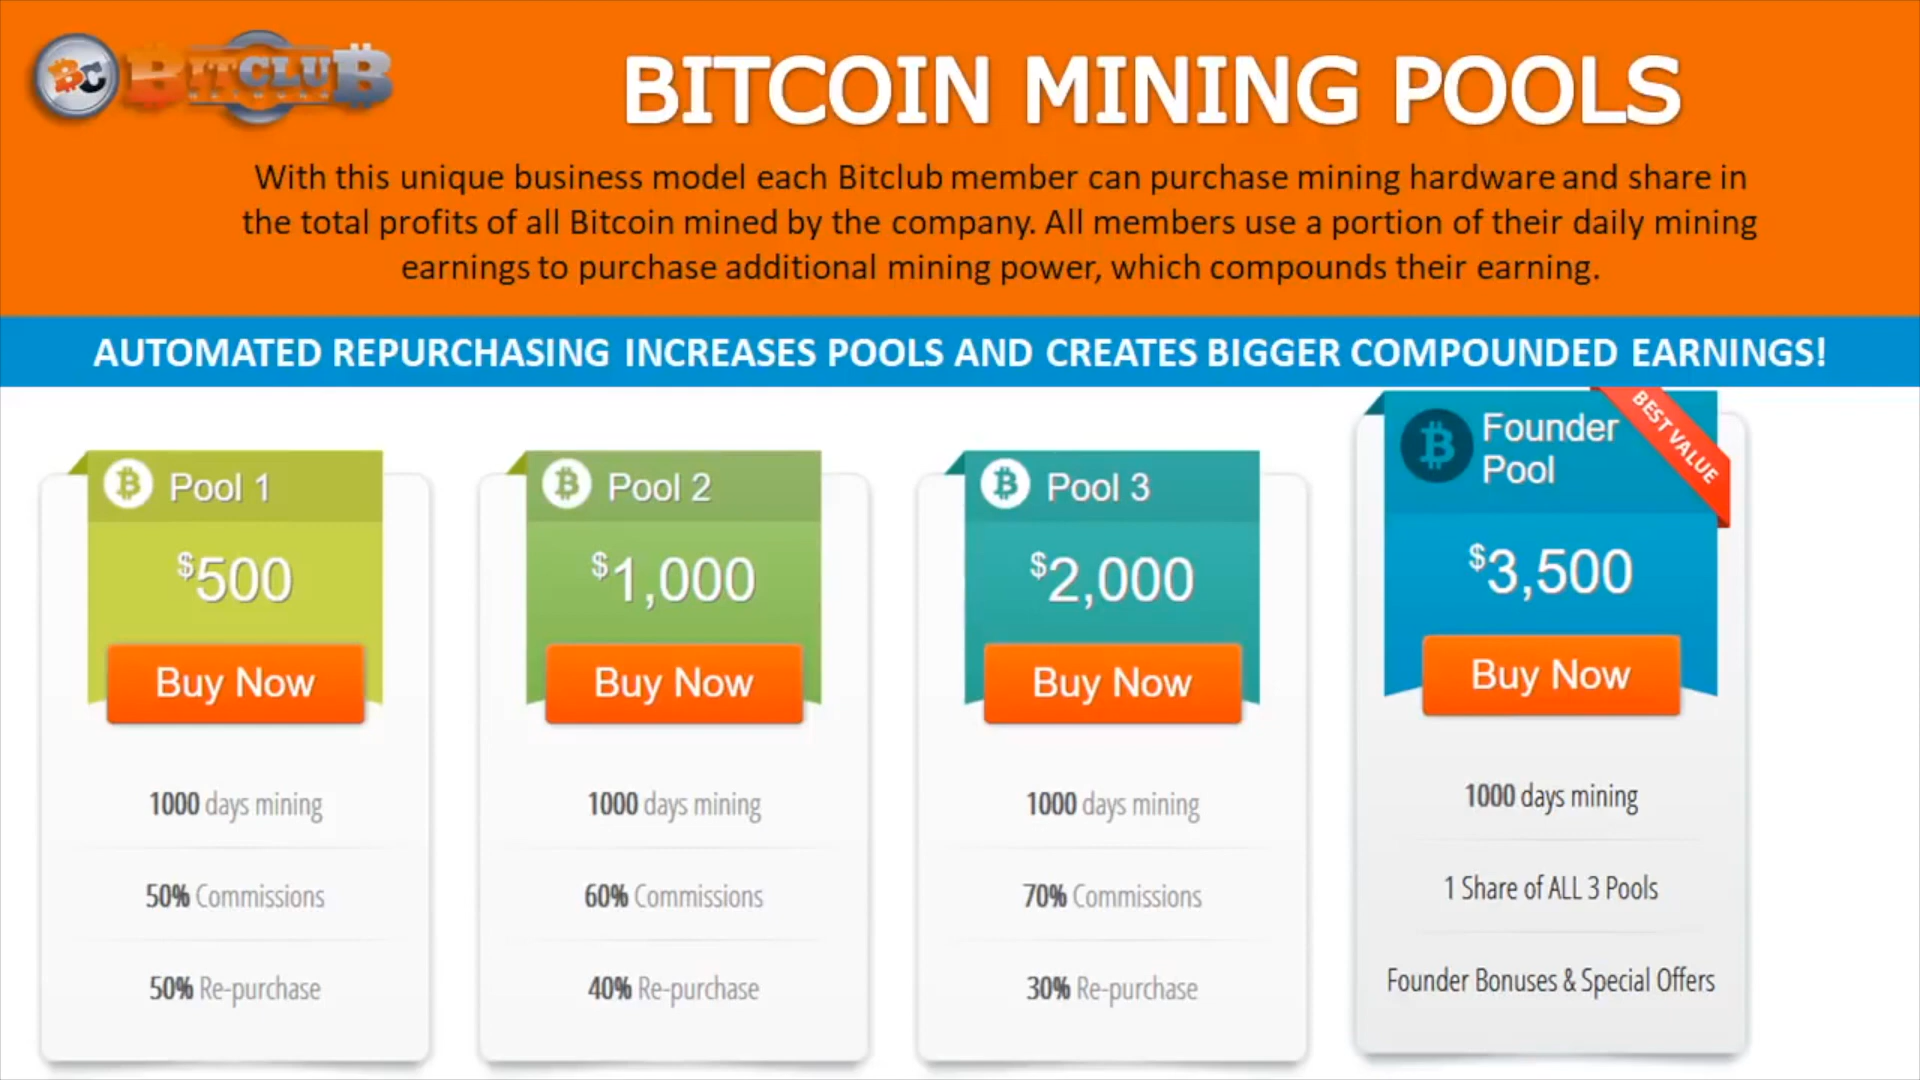 BITCLUB
NETWORK
BITCOIN MINING POOLS
With this unique business model each Bitclub member can purchase mining hardware and share in
the total profits of all Bitcoin mined by the company. All members use a portion of their daily mining
earnings to purchase additional mining power, which compounds their earning.
AUTOMATED REPURCHASING INCREASES POOLS AND CREATES BIGGER COMPOUNDED EARNINGS!
Pool 1
$500
Buy Now
1000 days mining
50% Commissions
50% Re-purchase
Pool 2
$1,000
Buy Now
1000 days mining
60% Commissions
40% Re-purchase
Pool 3
$2,000
Buy Now
1000 days mining
70% Commissions
30% Re-purchase
Founder
Pool
BEST VALUE
$3,500
Buy Now
1000 days mining
1 Share of ALL 3 Pools
Founder Bonuses & Special Offers